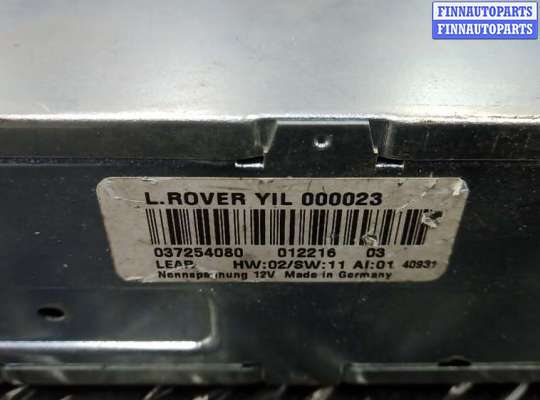 FINNAUTOPARTS
FINNAUTOPARTS
L.ROVER YIL 000023
037254080 012216 03
LEAP. HW:02/SW:11 AI:01 40931
Nennspannung 12V Made in Germany